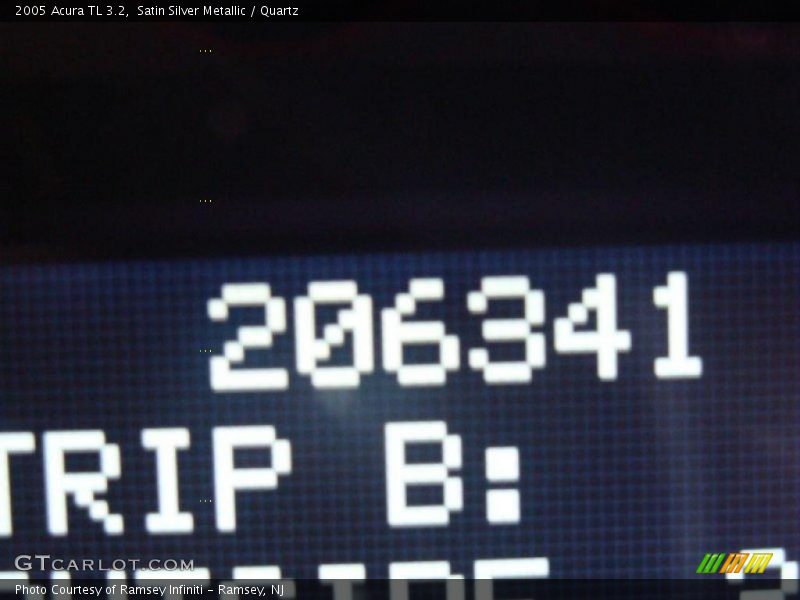 2005 Acura TL 3.2,  Satin Silver Metallic / Quartz
206341
TRIP B:
GTCARLOT.COM
Photo Courtesy of Ramsey Infiniti - Ramsey, NJ